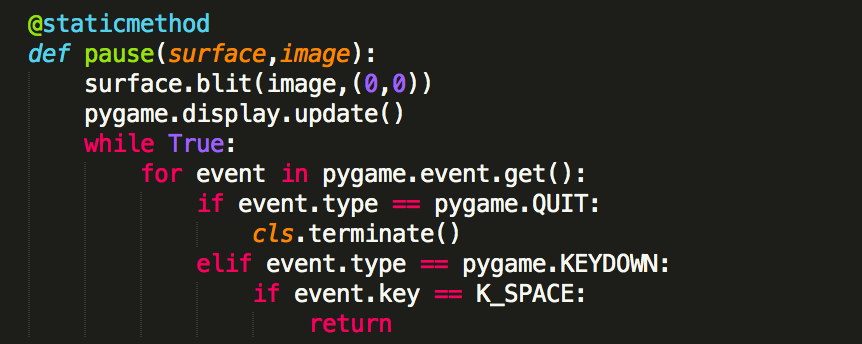 @staticmethod
def pause(surface,image):
    surface.blit(image,(0,0))
    pygame.display.update()
    while True:
        for event in pygame.event.get():
            if event.type == pygame.QUIT:
                cls.terminate()
            elif event.type == pygame.KEYDOWN:
                if event.key == K_SPACE:
                    return